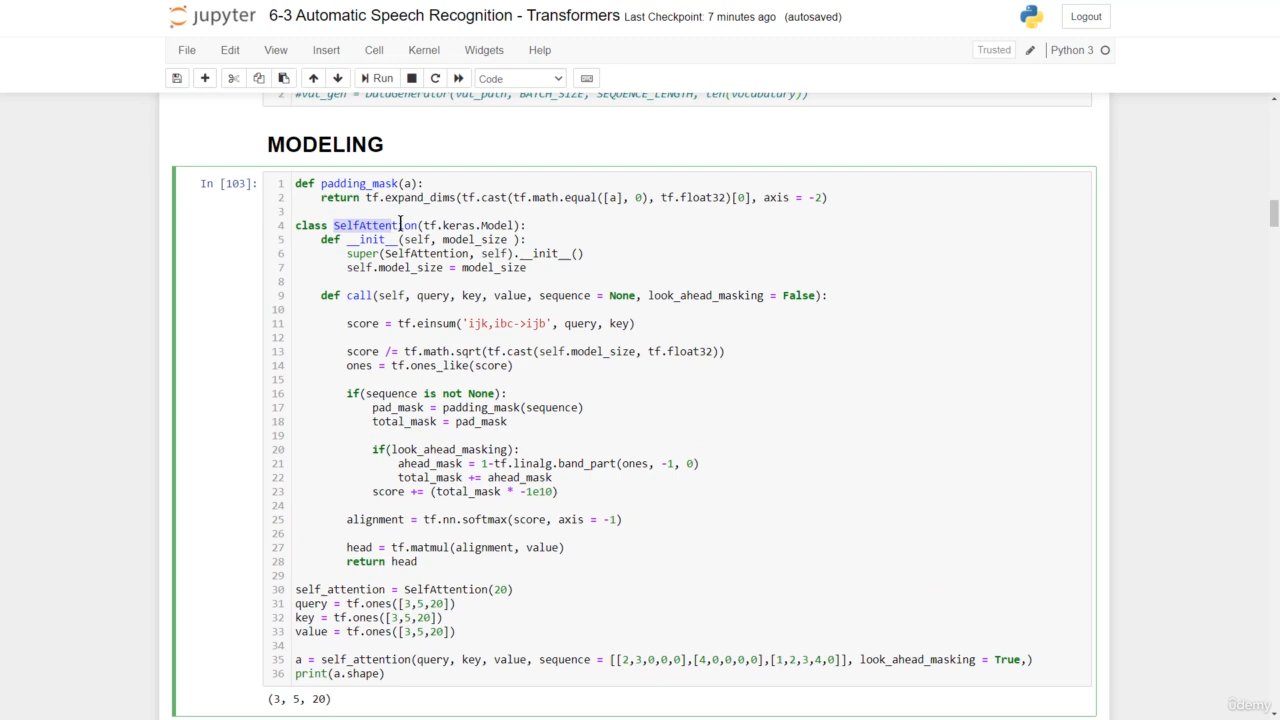 jupyter 6-3 Automatic Speech Recognition - Transformers Last Checkpoint: 7 minutes ago (autosaved) Logout
File Edit View Insert Cell Kernel Widgets Help Trusted Python 3
Run Code
2 #val_gen = DataGenerator(val_path, BATCH_SIZE, SEQUENCE_LENGTH, len(vocabulary))
MODELING
In [103]:
1 def padding_mask(a):
2 return tf.expand_dims(tf.cast(tf.math.equal([a], 0), tf.float32)[0], axis = -2)
3
4 class SelfAttention(tf.keras.Model):
5 def __init__(self, model_size ):
6 super(SelfAttention, self).__init__()
7 self.model_size = model_size
8
9 def call(self, query, key, value, sequence = None, look_ahead_masking = False):
10
11 score = tf.einsum('ijk,ibc->ijb', query, key)
12
13 score /= tf.math.sqrt(tf.cast(self.model_size, tf.float32))
14 ones = tf.ones_like(score)
15
16 if(sequence is not None):
17 pad_mask = padding_mask(sequence)
18 total_mask = pad_mask
19
20 if(look_ahead_masking):
21 ahead_mask = 1-tf.linalg.band_part(ones, -1, 0)
22 total_mask += ahead_mask
23 score += (total_mask * -1e10)
24
25 alignment = tf.nn.softmax(score, axis = -1)
26
27 head = tf.matmul(alignment, value)
28 return head
29
30 self_attention = SelfAttention(20)
31 query = tf.ones([3,5,20])
32 key = tf.ones([3,5,20])
33 value = tf.ones([3,5,20])
34
35 a = self_attention(query, key, value, sequence = [[2,3,0,0,0],[4,0,0,0,0],[1,2,3,4,0]], look_ahead_masking = True,)
36 print(a.shape)
(3, 5, 20)
ûdemy